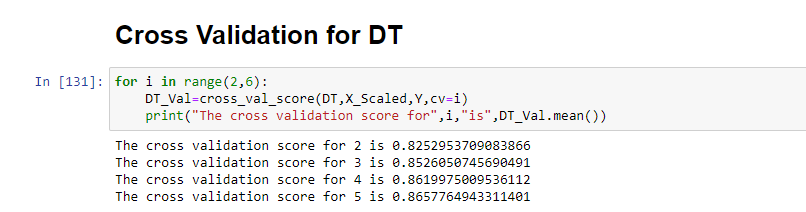 Cross Validation for DT
In [131]: for i in range(2,6):
DT_Val=cross_val_score(DT,X_Scaled,Y,cv=i)
print("The cross validation score for",i,"is",DT_Val.mean())
The cross validation score for 2 is 0.8252953709083866
The cross validation score for 3 is 0.8526050745690491
The cross validation score for 4 is 0.8619975009536112
The cross validation score for 5 is 0.8657764943311401